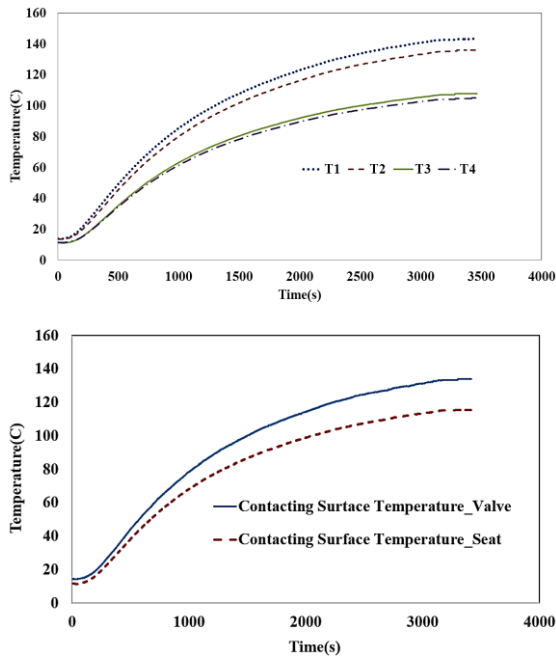 160
140
120
100
80
60
40
20
0
Temperature(C)
T1 T2 T3 T4
0 500 1000 1500 2000 2500 3000 3500 4000
Time(s)
160
140
120
100
80
60
40
20
0
Temperature(C)
Contacting Surtace Temperature_Valve
Contacting Surface Temperature_Seat
0 1000 2000 3000 4000
Time(s)